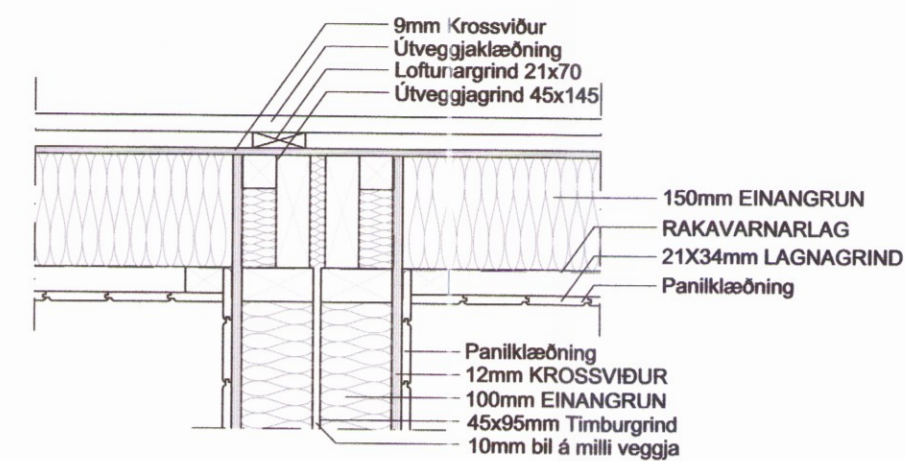 9mm Krossviður
Útveggjaklæðning
Loftunargrind 21x70
Útveggjagrind 45x145
150mm EINANGRUN
RAKAVARNARLAG
21X34mm LAGNAGRIND
Panilklæðning
Panilklæðning
12mm KROSSVIÐUR
100mm EINANGRUN
45x95mm Timburgrind
10mm bil á milli veggja